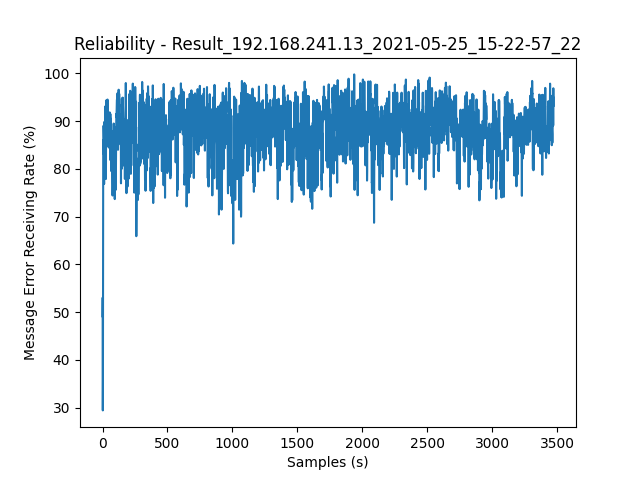 Reliability - Result_192.168.241.13_2021-05-25_15-22-57_22
100
90
80
70
60
50
40
30
Message Error Receiving Rate (%)
0 500 1000 1500 2000 2500 3000 3500
Samples (s)